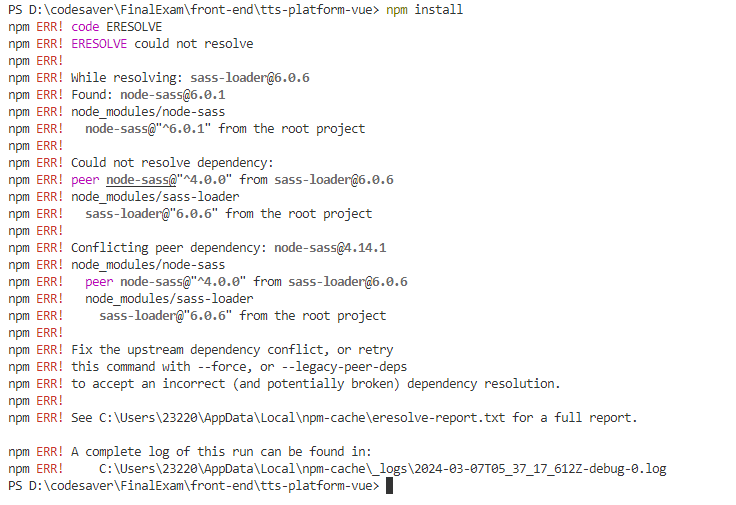 PS D:\codesaver\FinalExam\front-end\tts-platform-vue> npm install
npm ERR! code ERESOLVE
npm ERR! ERESOLVE could not resolve
npm ERR!
npm ERR! While resolving: sass-loader@6.0.6
npm ERR! Found: node-sass@6.0.1
npm ERR! node_modules/node-sass
npm ERR!   node-sass@"^6.0.1" from the root project
npm ERR!
npm ERR! Could not resolve dependency:
npm ERR! peer node-sass@"^4.0.0" from sass-loader@6.0.6
npm ERR! node_modules/sass-loader
npm ERR!   sass-loader@"6.0.6" from the root project
npm ERR!
npm ERR! Conflicting peer dependency: node-sass@4.14.1
npm ERR! node_modules/node-sass
npm ERR!   peer node-sass@"^4.0.0" from sass-loader@6.0.6
npm ERR!   node_modules/sass-loader
npm ERR!     sass-loader@"6.0.6" from the root project
npm ERR!
npm ERR! Fix the upstream dependency conflict, or retry
npm ERR! this command with --force, or --legacy-peer-deps
npm ERR! to accept an incorrect (and potentially broken) dependency resolution.
npm ERR!
npm ERR! See C:\Users\23220\AppData\Local\npm-cache\eresolve-report.txt for a full report.

npm ERR! A complete log of this run can be found in:
npm ERR!     C:\Users\23220\AppData\Local\npm-cache\_logs\2024-03-07T05_37_17_612Z-debug-0.log
PS D:\codesaver\FinalExam\front-end\tts-platform-vue>